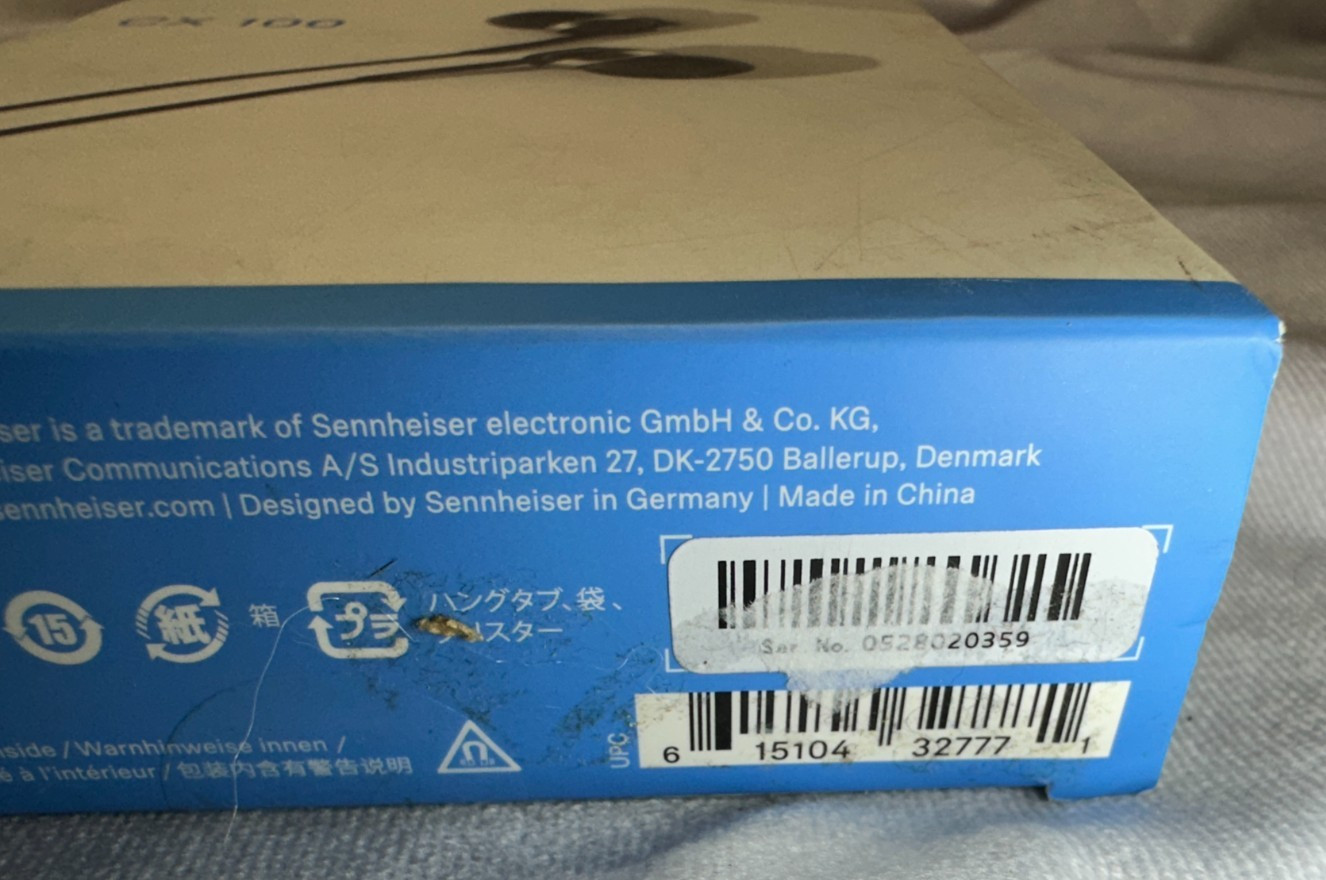 CX 100
ser is a trademark of Sennheiser electronic GmbH & Co. KG,
iser Communications A/S Industriparken 27, DK-2750 Ballerup, Denmark
sennheiser.com | Designed by Sennheiser in Germany | Made in China
15
紙
箱
プラ
ハングタブ、袋、
スター
Ser. No. 0528020359
UPC
6 15104 32777 1
nside / Warnhinweise innen /
é à l'intérieur / 包装内含有警告说明